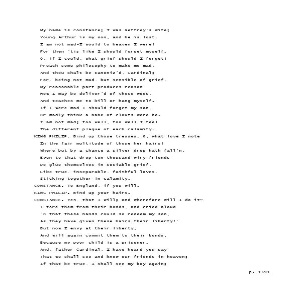 My name is Constance; I was Geffrey's wife;
Young Arthur is my son, and he is lost.
I am not mad—I would to heaven I were!
For then 'tis like I should forget myself.
O, if I could, what grief should I forget!
Preach some philosophy to make me mad,
And thou shalt be canoniz'd, Cardinal;
For, being not mad, but sensible of grief,
My reasonable part produces reason
How I may be deliver'd of these woes,
And teaches me to kill or hang myself.
If I were mad I should forget my son,
Or madly think a babe of clouts were he.
I am not mad; too well, too well I feel
The different plague of each calamity.
KING PHILIP. Bind up those tresses. O, what love I note
In the fair multitude of those her hairs!
Where but by a chance a silver drop hath fall'n,
Even to that drop ten thousand wiry friends
Do glue themselves in sociable grief,
Like true, inseparable, faithful loves,
Sticking together in calamity.
CONSTANCE. To England, if you will.
KING PHILIP. Bind up your hairs.
CONSTANCE. Yes, that I will; and wherefore will I do it?
I tore them from their bonds, and cried aloud
'O that these hands could so redeem my son,
As they have given these hairs their liberty!'
But now I envy at their liberty,
And will again commit them to their bonds,
Because my poor child is a prisoner.
And, father Cardinal, I have heard you say
That we shall see and know our friends in heaven;
If that be true, I shall see my boy again;